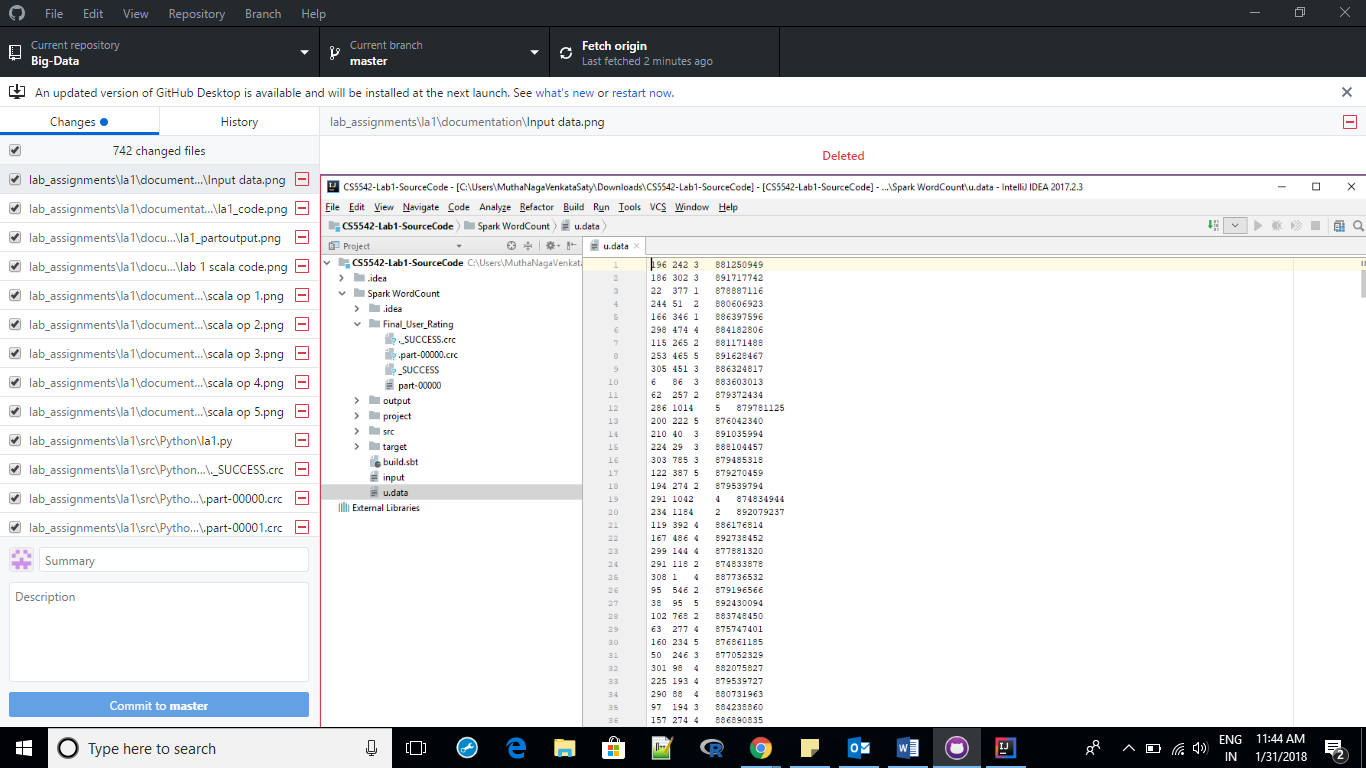 File Edit View Repository Branch Help
Current repository
Big-Data
Current branch
master
Fetch origin
Last fetched 2 minutes ago
An updated version of GitHub Desktop is available and will be installed at the next launch. See what's new or restart now.
Changes
History
742 changed files
lab_assignments\la1\document...\Input data.png
lab_assignments\la1\documentat...\la1_code.png
lab_assignments\la1\docu...\la1_partoutput.png
lab_assignments\la1\docu...\lab 1 scala code.png
lab_assignments\la1\document...\scala op 1.png
lab_assignments\la1\document...\scala op 2.png
lab_assignments\la1\document...\scala op 3.png
lab_assignments\la1\document...\scala op 4.png
lab_assignments\la1\document...\scala op 5.png
lab_assignments\la1\src\Python\la1.py
lab_assignments\la1\src\Python...\._SUCCESS.crc
lab_assignments\la1\src\Pytho...\.part-00000.crc
lab_assignments\la1\src\Pytho...\.part-00001.crc
Summary
Description
Commit to master
lab_assignments\la1\documentation\Input data.png
Deleted
CS5542-Lab1-SourceCode - [C:\Users\MuthaNagaVenkataSaty\Downloads\CS5542-Lab1-SourceCode] - [CS5542-Lab1-SourceCode] - ...\Spark WordCount\u.data - IntelliJ IDEA 2017.2.3
File Edit View Navigate Code Analyze Refactor Build Run Tools VCS Window Help
CS5542-Lab1-SourceCode Spark WordCount u.data
Project
CS5542-Lab1-SourceCode C:\Users\MuthaNagaVenkata
.idea
Spark WordCount
.idea
Final_User_Rating
._SUCCESS.crc
.part-00000.crc
_SUCCESS
part-00000
output
project
src
target
build.sbt
input
u.data
External Libraries
u.data
1 196 242 3 881250949
2 186 302 3 891717742
3 22 377 1 878887116
4 244 51 2 880606923
5 166 346 1 886397596
6 298 474 4 884182806
7 115 265 2 881171488
8 253 465 5 891628467
9 305 451 3 886324817
10 6 86 3 883603013
11 62 257 2 879372434
12 286 1014 5 879781125
13 200 222 5 876042340
14 210 40 3 891035994
15 224 29 3 888104457
16 303 785 3 879485318
17 122 387 5 879270459
18 194 274 2 879539794
19 291 1042 4 874834944
20 234 1184 2 892079237
21 119 392 4 886176814
22 167 486 4 892738452
23 299 144 4 877881320
24 291 118 2 874833878
25 308 1 4 887736532
26 95 546 2 879196566
27 38 95 5 892430094
28 102 768 2 883748450
29 63 277 4 875747401
30 160 234 5 876861185
31 50 246 3 877052329
32 301 98 4 882075827
33 225 193 4 879539727
34 290 88 4 880731963
35 97 194 3 884238860
36 157 274 4 886890835
Type here to search
ENG
IN
11:44 AM
1/31/2018
2